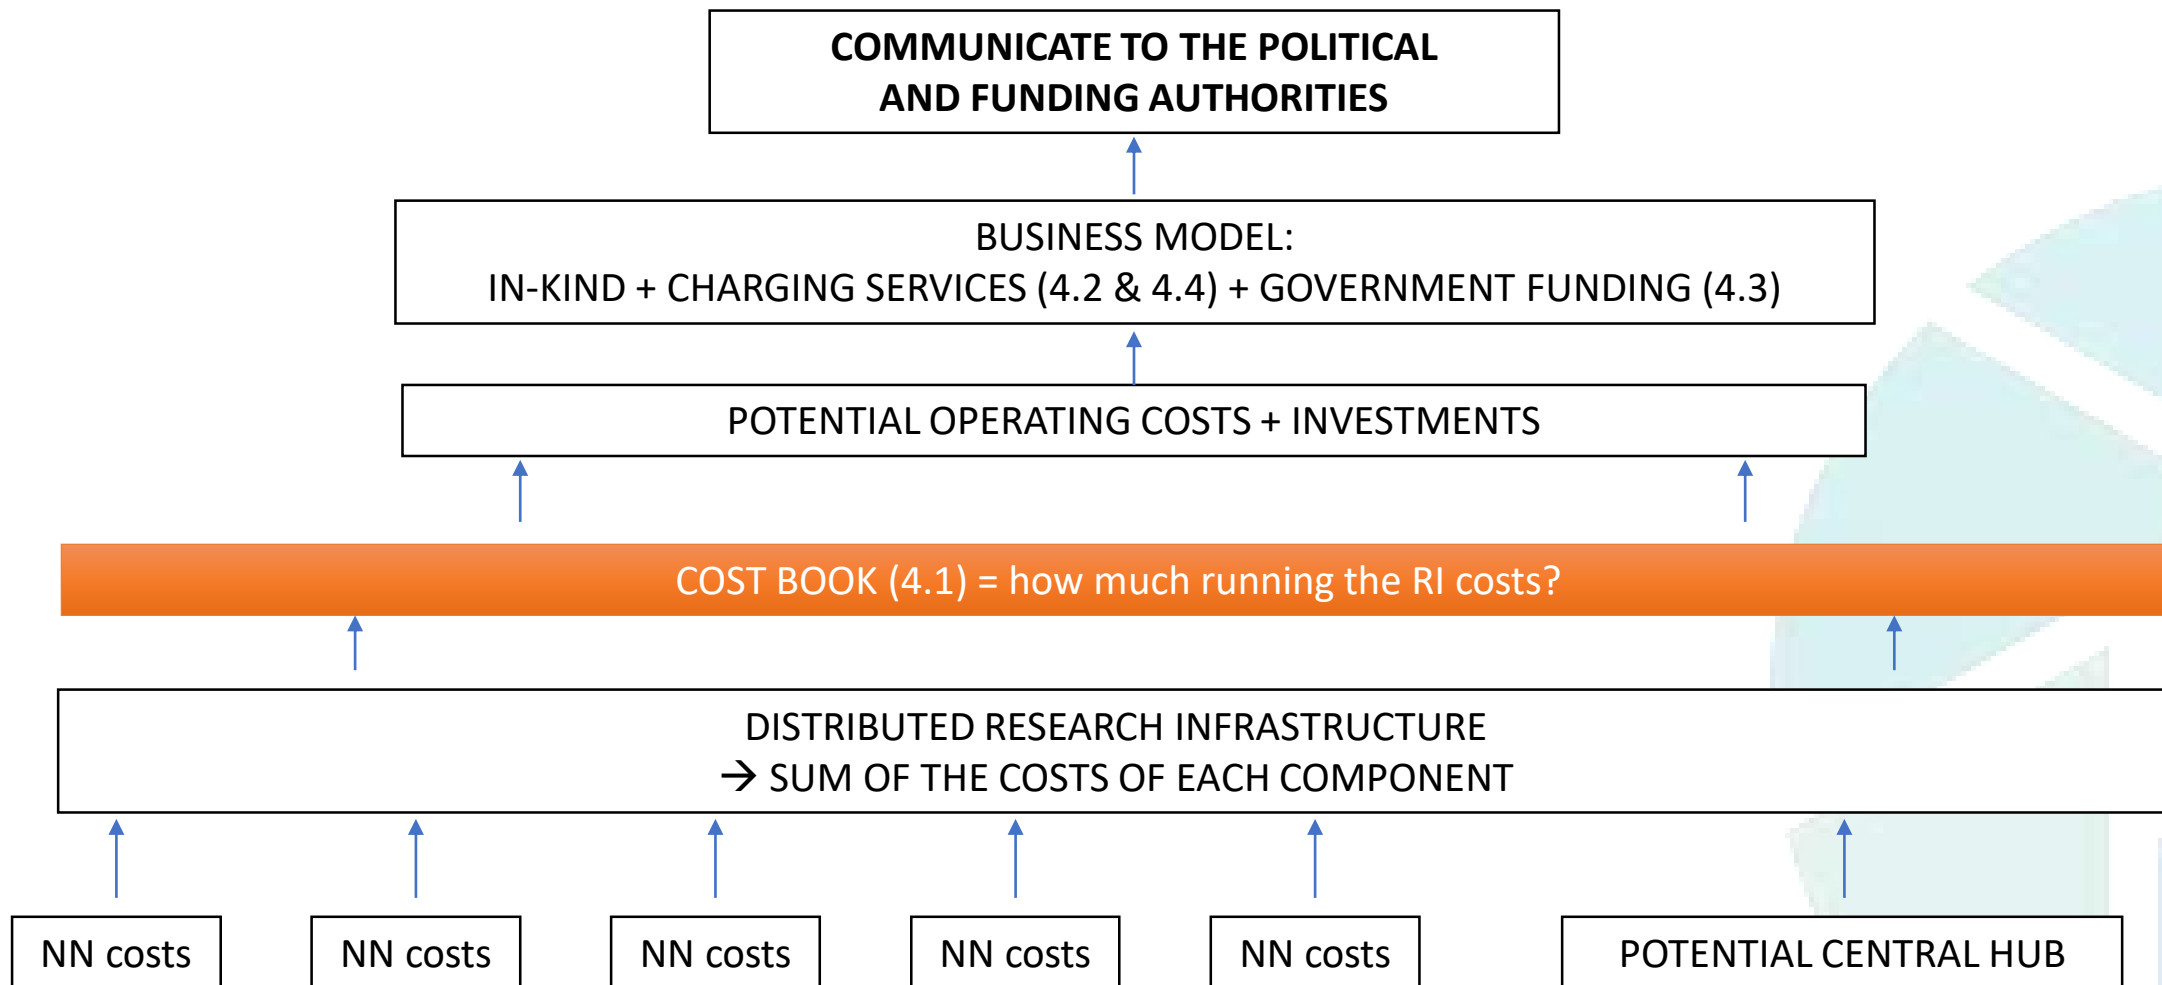 COMMUNICATE TO THE POLITICAL
AND FUNDING AUTHORITIES
BUSINESS MODEL:
IN-KIND + CHARGING SERVICES (4.2 & 4.4) + GOVERNMENT FUNDING (4.3)
POTENTIAL OPERATING COSTS + INVESTMENTS
COST BOOK (4.1) = how much running the RI costs?
DISTRIBUTED RESEARCH INFRASTRUCTURE
→ SUM OF THE COSTS OF EACH COMPONENT
NN costs
NN costs
NN costs
NN costs
NN costs
POTENTIAL CENTRAL HUB